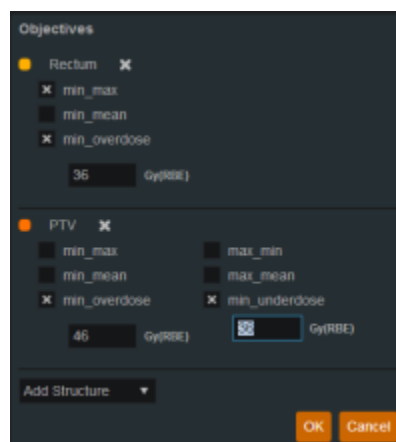 Objectives
Rectum
min_max
min_mean
min_overdose
36 Gy(RBE)
PTV
min_max max_min
min_mean max_mean
min_overdose min_underdose
46 Gy(RBE) Gy(RBE)
Add Structure
OK Cancel